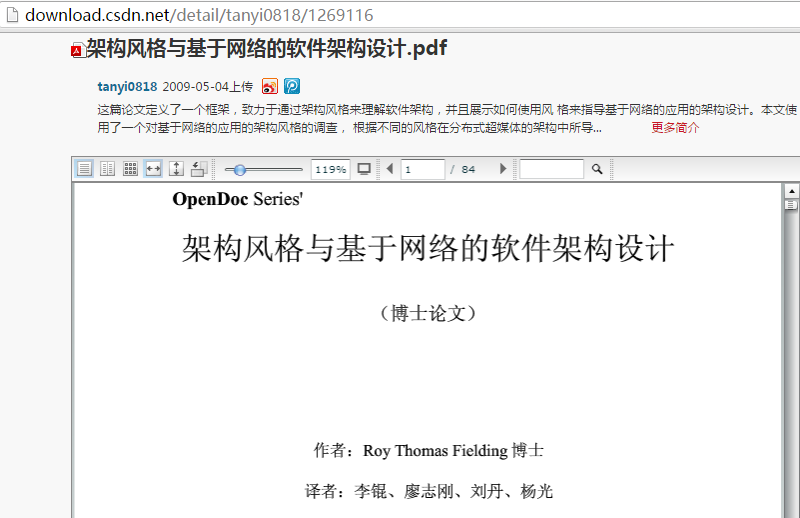 download.csdn.net/detail/tanyi0818/1269116
架构风格与基于网络的软件架构设计.pdf
tanyi0818 2009-05-04上传
这篇论文定义了一个框架，致力于通过架构风格来理解软件架构，并且展示如何使用风 格来指导基于网络的应用的架构设计。本文使
用了一个对基于网络的应用的架构风格的调查， 根据不同的风格在分布式超媒体的架构中所导... 更多简介
119% 1 / 84
OpenDoc Series'
架构风格与基于网络的软件架构设计
（博士论文）
作者：Roy Thomas Fielding 博士
译者：李锟、廖志刚、刘丹、杨光